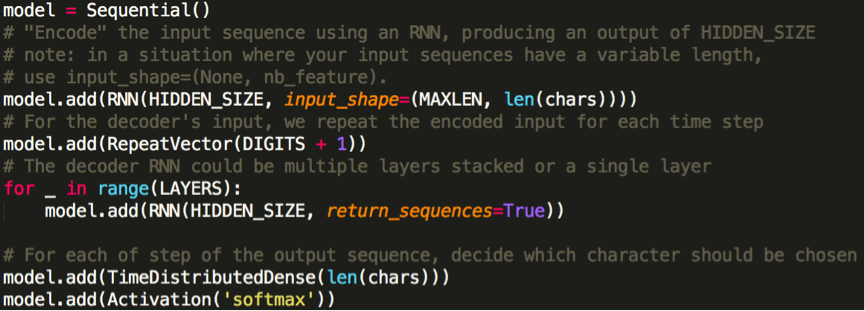 model = Sequential()
# "Encode" the input sequence using an RNN, producing an output of HIDDEN_SIZE
# note: in a situation where your input sequences have a variable length,
# use input_shape=(None, nb_feature).
model.add(RNN(HIDDEN_SIZE, input_shape=(MAXLEN, len(chars))))
# For the decoder's input, we repeat the encoded input for each time step
model.add(RepeatVector(DIGITS + 1))
# The decoder RNN could be multiple layers stacked or a single layer
for _ in range(LAYERS):
    model.add(RNN(HIDDEN_SIZE, return_sequences=True))

# For each of step of the output sequence, decide which character should be chosen
model.add(TimeDistributedDense(len(chars)))
model.add(Activation('softmax'))